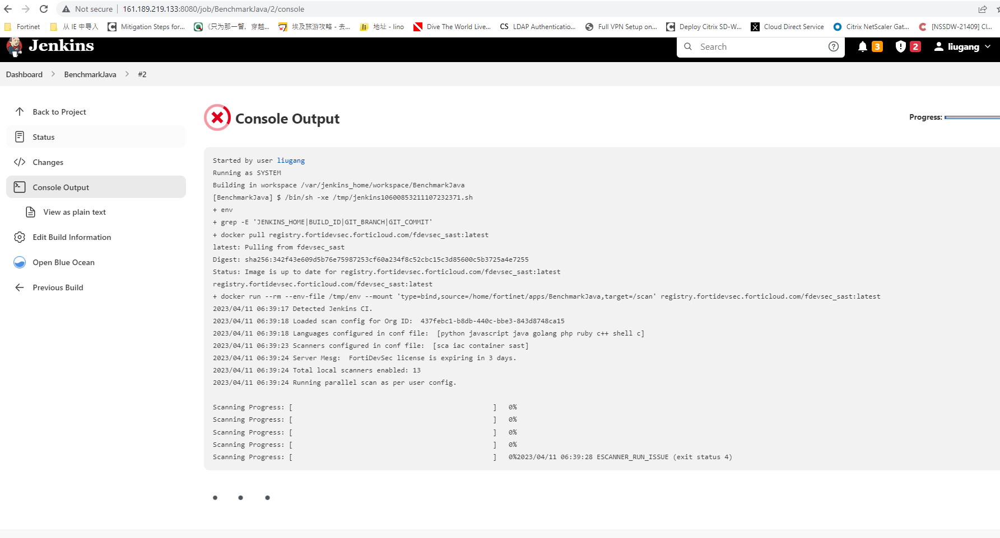 Not secure | 161.189.219.133:8080/job/BenchmarkJava/2/console
Fortinet 从 IE 中导入 Mitigation Steps for... 《只为那一瞥，穿越... 埃及旅游攻略 - 去... 地址 - lino Dive The World Live... CS LDAP Authenticatio... Full VPN Setup on... Deploy Citrix SD-W... Cloud Direct Service Citrix NetScaler Gat... [NSSDW-21409] Cl...
Jenkins Search 3 2 liugang
Dashboard > BenchmarkJava > #2
Back to Project
Status
Changes
Console Output
View as plain text
Edit Build Information
Open Blue Ocean
Previous Build
Console Output
Progress:
Started by user liugang
Running as SYSTEM
Building in workspace /var/jenkins_home/workspace/BenchmarkJava
[BenchmarkJava] $ /bin/sh -xe /tmp/jenkins10600853211107232371.sh
+ env
+ grep -E 'JENKINS_HOME|BUILD_ID|GIT_BRANCH|GIT_COMMIT'
+ docker pull registry.fortidevsec.forticloud.com/fdevsec_sast:latest
latest: Pulling from fdevsec_sast
Digest: sha256:342f43e609d5b76e75987253cf60a234f8c52cbc15c3d85600c5b3725a4e7255
Status: Image is up to date for registry.fortidevsec.forticloud.com/fdevsec_sast:latest
registry.fortidevsec.forticloud.com/fdevsec_sast:latest
+ docker run --rm --env-file /tmp/env --mount 'type=bind,source=/home/fortinet/apps/BenchmarkJava,target=/scan' registry.fortidevsec.forticloud.com/fdevsec_sast:latest
2023/04/11 06:39:17 Detected Jenkins CI.
2023/04/11 06:39:18 Loaded scan config for Org ID:  437febc1-b8db-440c-bbe3-843d8748ca15
2023/04/11 06:39:18 Languages configured in conf file:  [python javascript java golang php ruby c++ shell c]
2023/04/11 06:39:23 Scanners configured in conf file:  [sca iac container sast]
2023/04/11 06:39:24 Server Mesg:  FortiDevSec license is expiring in 3 days.
2023/04/11 06:39:24 Total local scanners enabled: 13
2023/04/11 06:39:24 Running parallel scan as per user config.
Scanning Progress: [ ] 0%
Scanning Progress: [ ] 0%
Scanning Progress: [ ] 0%
Scanning Progress: [ ] 0%
Scanning Progress: [ ] 0%2023/04/11 06:39:28 ESCANNER_RUN_ISSUE (exit status 4)